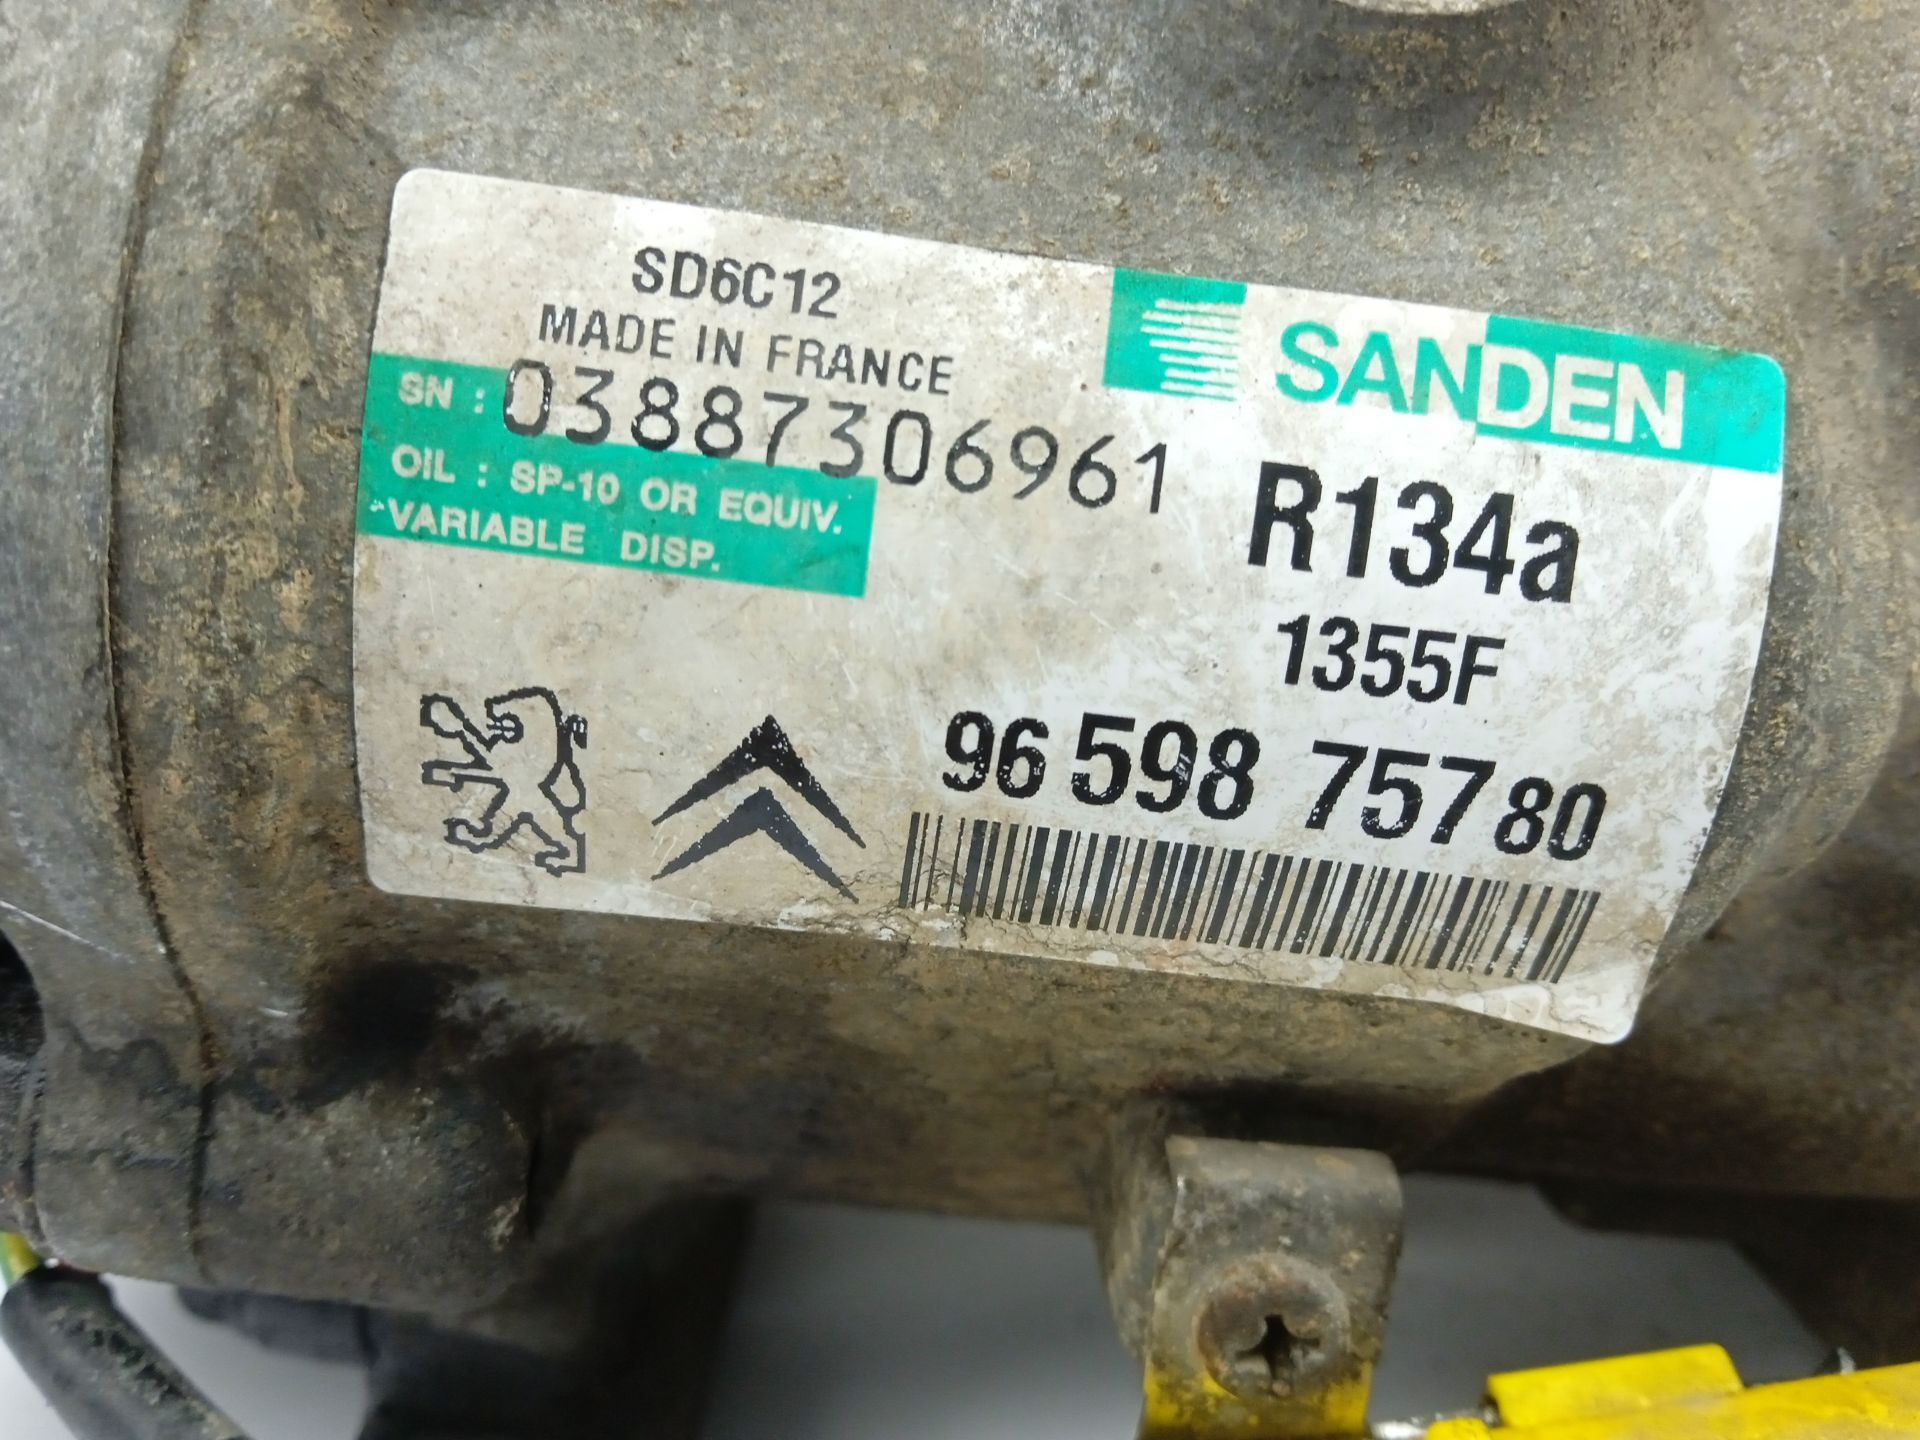 SD6C12
MADE IN FRANCE
SANDEN
SN : 03887306961
OIL : SP-10 OR EQUIV.
VARIABLE DISP.
R134a
1355F
96 598 757 80